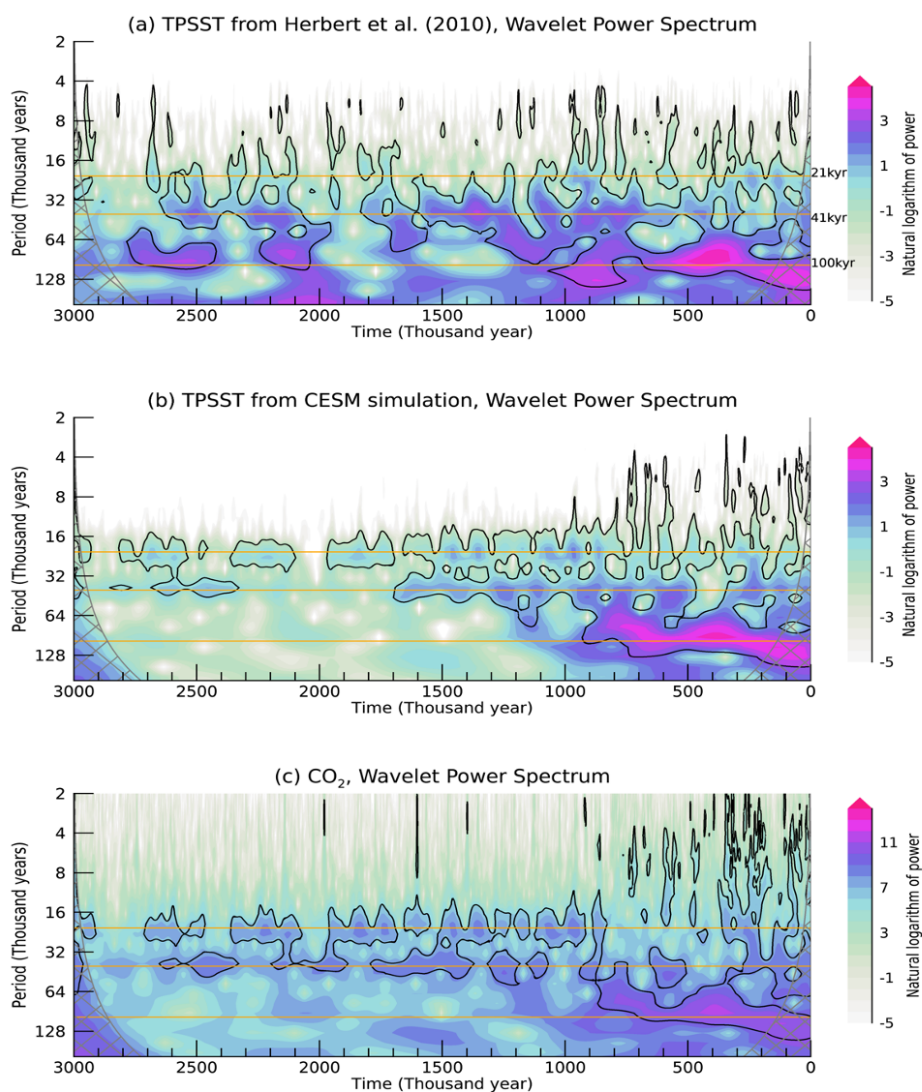 (a) TPSST from Herbert et al. (2010), Wavelet Power Spectrum
Period (Thousand years)
2
4
8
16
32
64
128
21kyr
41kyr
100kyr
3000 2500 2000 1500 1000 500 0
Time (Thousand year)
3
1
-1
-3
-5
Natural logarithm of power
(b) TPSST from CESM simulation, Wavelet Power Spectrum
Period (Thousand years)
2
4
8
16
32
64
128
3000 2500 2000 1500 1000 500 0
Time (Thousand year)
3
1
-1
-3
-5
Natural logarithm of power
(c) CO₂, Wavelet Power Spectrum
Period (Thousand years)
2
4
8
16
32
64
128
3000 2500 2000 1500 1000 500 0
Time (Thousand year)
11
7
3
-1
-5
Natural logarithm of power